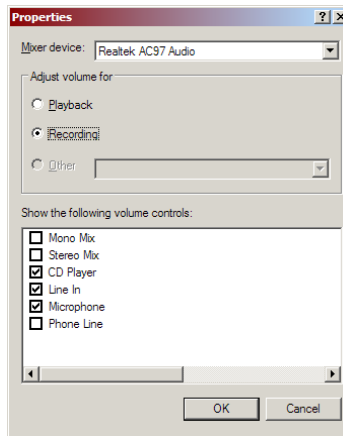 Properties
Mixer device: Realtek AC97 Audio
Adjust volume for
Playback
Recording
Other
Show the following volume controls:
Mono Mix
Stereo Mix
CD Player
Line In
Microphone
Phone Line
OK Cancel